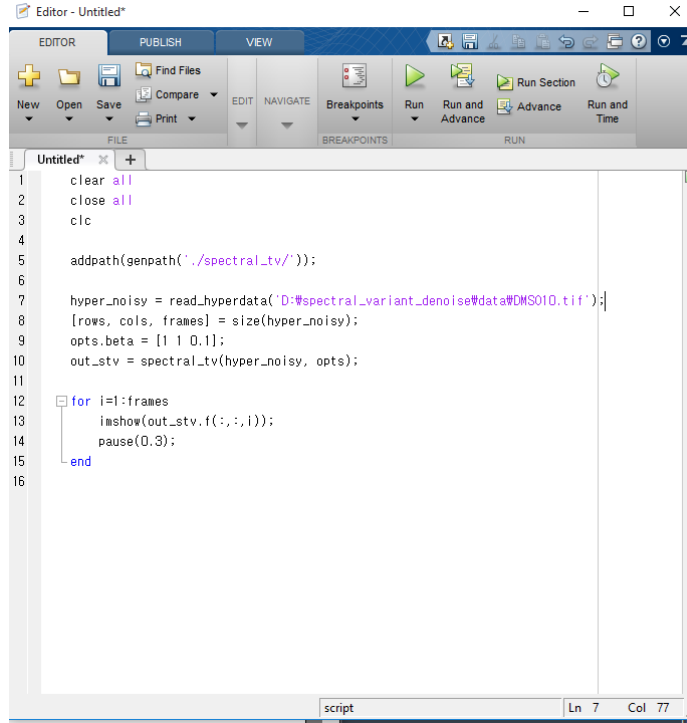 Editor - Untitled*
EDITOR PUBLISH VIEW
New Open Save Find Files Compare Print EDIT NAVIGATE Breakpoints Run Run and Advance Run Section Advance Run and Time
FILE BREAKPOINTS RUN
Untitled*
1 clear all
2 close all
3 clc
4
5 addpath(genpath('./spectral_tv/'));
6
7 hyper_noisy = read_hyperdata('D:₩spectral_variant_denoise₩data₩DMSO10.tif');
8 [rows, cols, frames] = size(hyper_noisy);
9 opts.beta = [1 1 0.1];
10 out_stv = spectral_tv(hyper_noisy, opts);
11
12 for i=1:frames
13 imshow(out_stv.f(:,:,i));
14 pause(0.3);
15 end
16
script Ln 7 Col 77